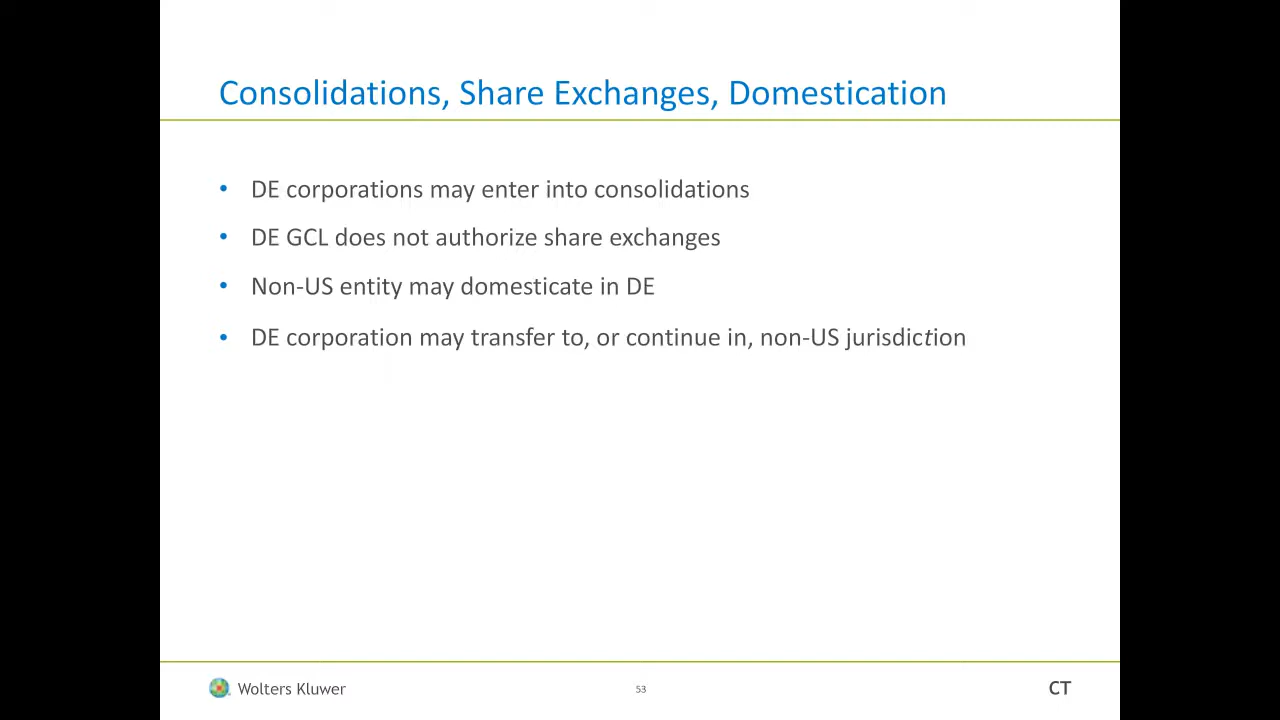 Consolidations, Share Exchanges, Domestication
• DE corporations may enter into consolidations
• DE GCL does not authorize share exchanges
• Non-US entity may domesticate in DE
• DE corporation may transfer to, or continue in, non-US jurisdiction
Wolters Kluwer
53
CT